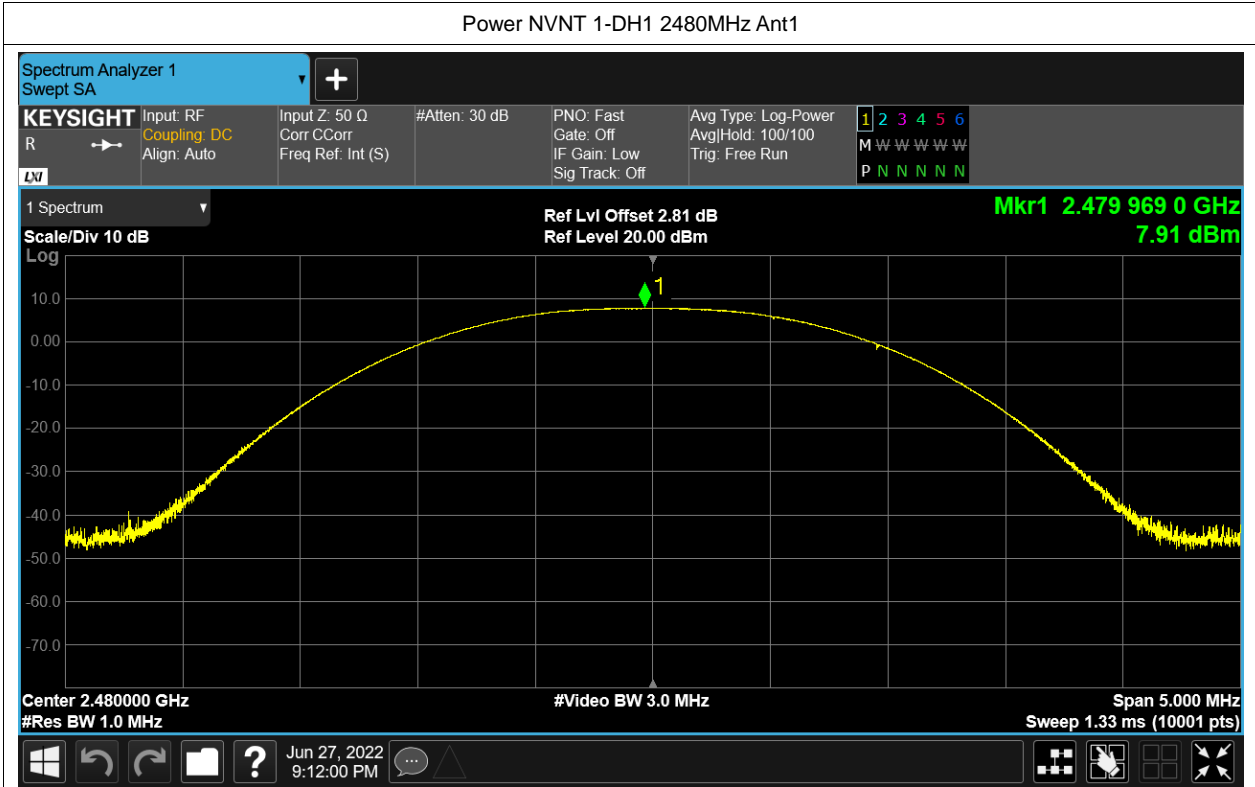 Power NVNT 1-DH1 2480MHz Ant1
Spectrum Analyzer 1
Swept SA
KEYSIGHT
R
LXI
Input: RF
Coupling: DC
Align: Auto
Input Z: 50 Ω
Corr CCorr
Freq Ref: Int (S)
#Atten: 30 dB
PNO: Fast
Gate: Off
IF Gain: Low
Sig Track: Off
Avg Type: Log-Power
Avg|Hold: 100/100
Trig: Free Run
1 2 3 4 5 6
M W W W W W
P N N N N N
1 Spectrum
Scale/Div 10 dB
Log
Ref Lvl Offset 2.81 dB
Ref Level 20.00 dBm
Mkr1 2.479 969 0 GHz
7.91 dBm
1
10.0
0.00
-10.0
-20.0
-30.0
-40.0
-50.0
-60.0
-70.0
Center 2.480000 GHz
#Res BW 1.0 MHz
#Video BW 3.0 MHz
Span 5.000 MHz
Sweep 1.33 ms (10001 pts)
?
Jun 27, 2022
9:12:00 PM